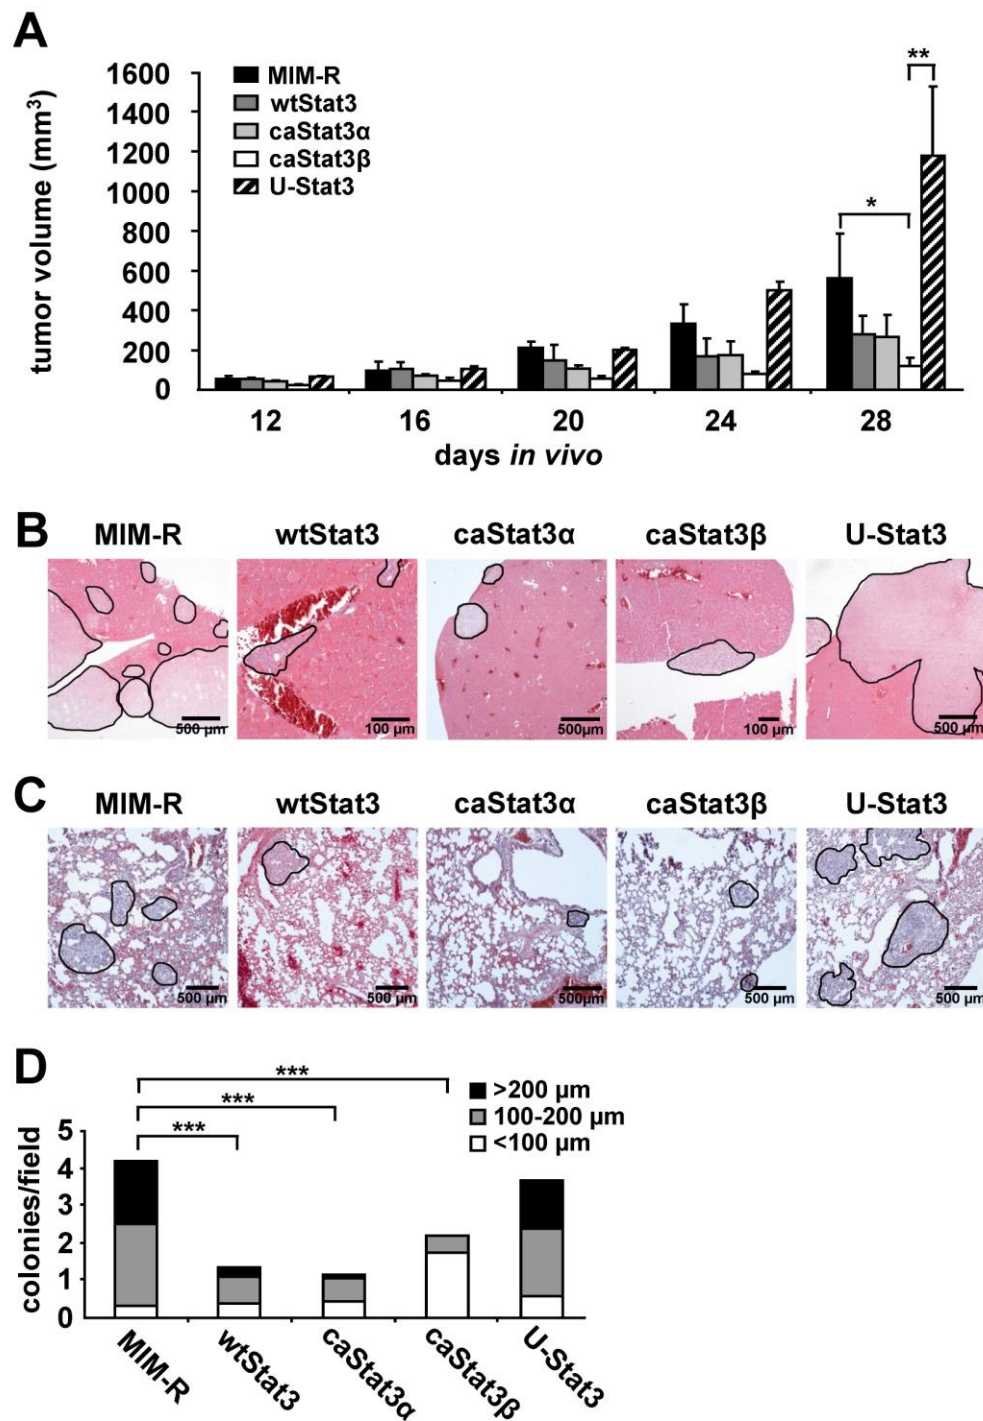 A
tumor volume (mm³)
1600
1400
1200
1000
800
600
400
200
0
MIM-R
wtStat3
caStat3α
caStat3β
U-Stat3
*
**
12 16 20 24 28
days in vivo
B
MIM-R wtStat3 caStat3α caStat3β U-Stat3
500 µm 100 µm 500µm 100 µm 500 µm
C
MIM-R wtStat3 caStat3α caStat3β U-Stat3
500 µm 500 µm 500µm 500 µm 500 µm
D
***
***
***
>200 µm
100-200 µm
<100 µm
colonies/field
5
4
3
2
1
0
MIM-R wtStat3 caStat3α caStat3β U-Stat3